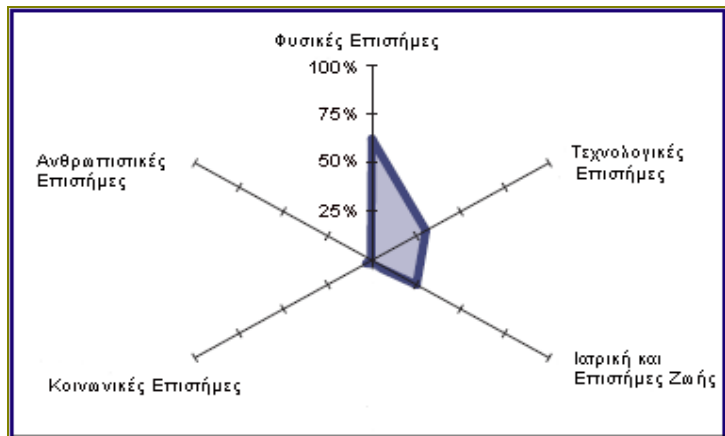 Φυσικές Επιστήμες
100%
75%
50%
25%
Τεχνολογικές
Επιστήμες
Ανθρωπιστικές
Επιστήμες
Κοινωνικές Επιστήμες
Ιατρική και
Επιστήμες Ζωής